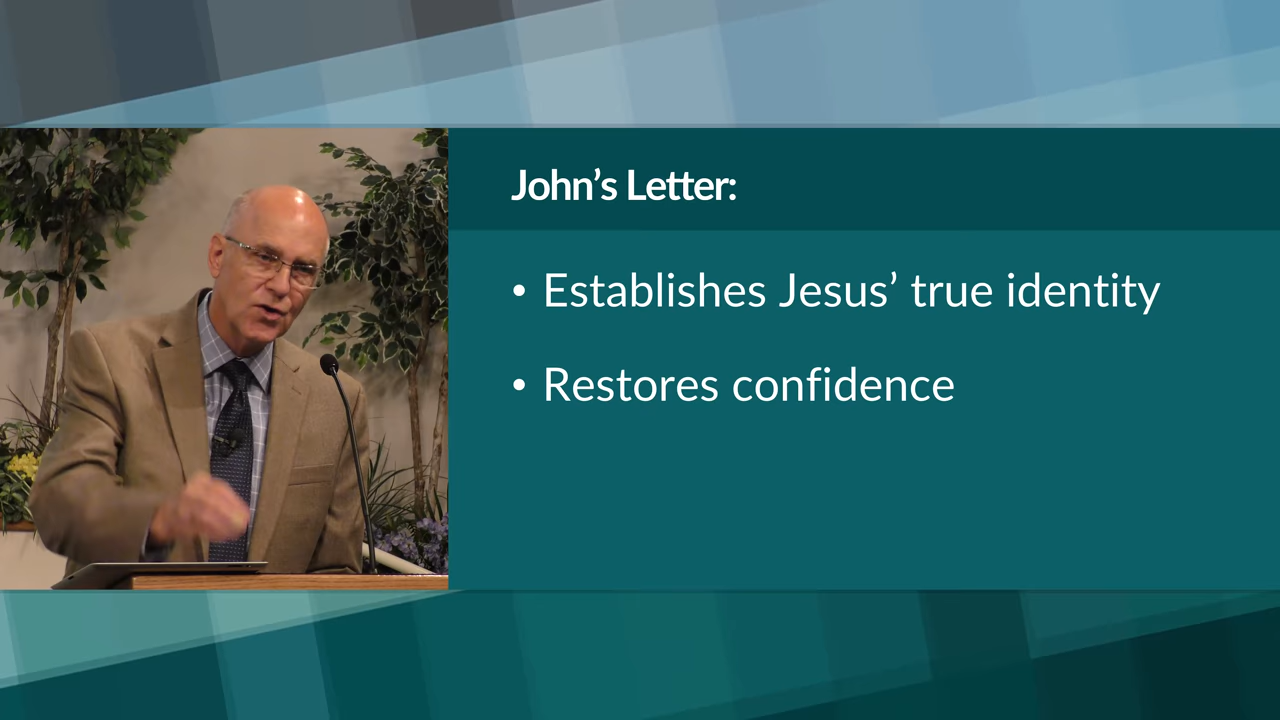 John’s Letter:
• Establishes Jesus’ true identity
• Restores confidence